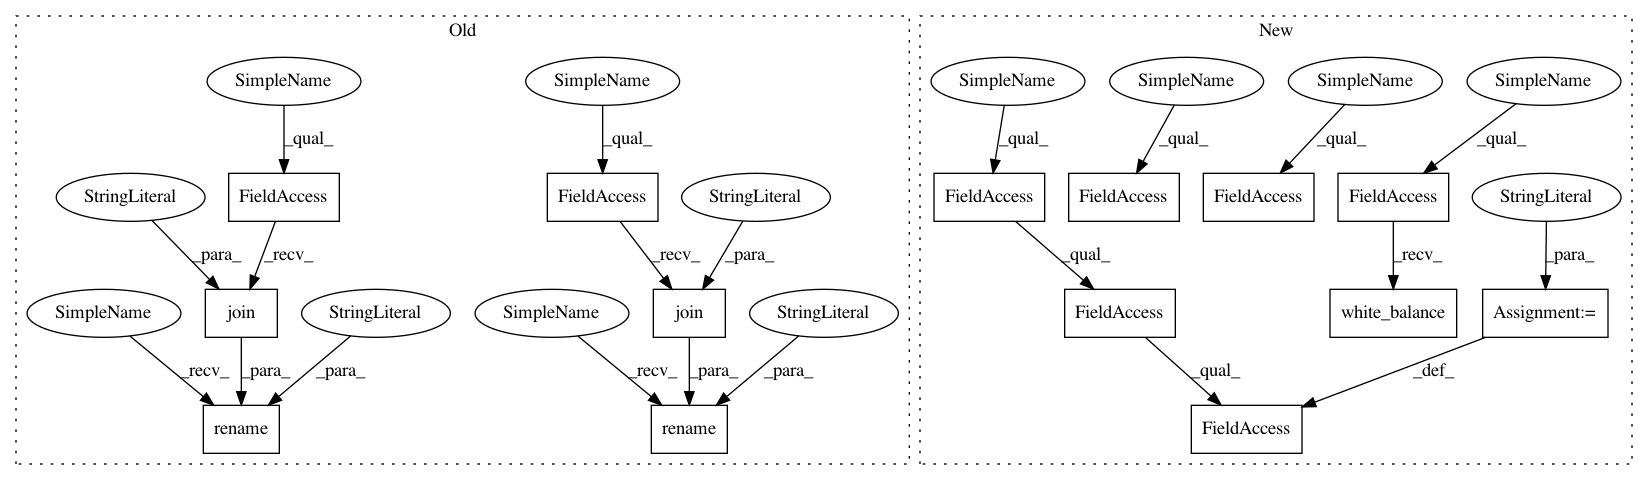 Old
New
SimpleName
SimpleName
SimpleName
SimpleName
SimpleName
SimpleName
_qual_
_qual_
_qual_
_qual_
_qual_
_qual_
StringLiteral
FieldAccess
FieldAccess
StringLiteral
FieldAccess
FieldAccess
FieldAccess
FieldAccess
StringLiteral
_para_
_recv_
_recv_
_para_
_qual_
_recv_
_para_
SimpleName
join
StringLiteral
SimpleName
join
StringLiteral
FieldAccess
white_balance
Assignment:=
_recv_
_para_
_para_
_recv_
_para_
_para_
_qual_
_def_
rename
rename
FieldAccess